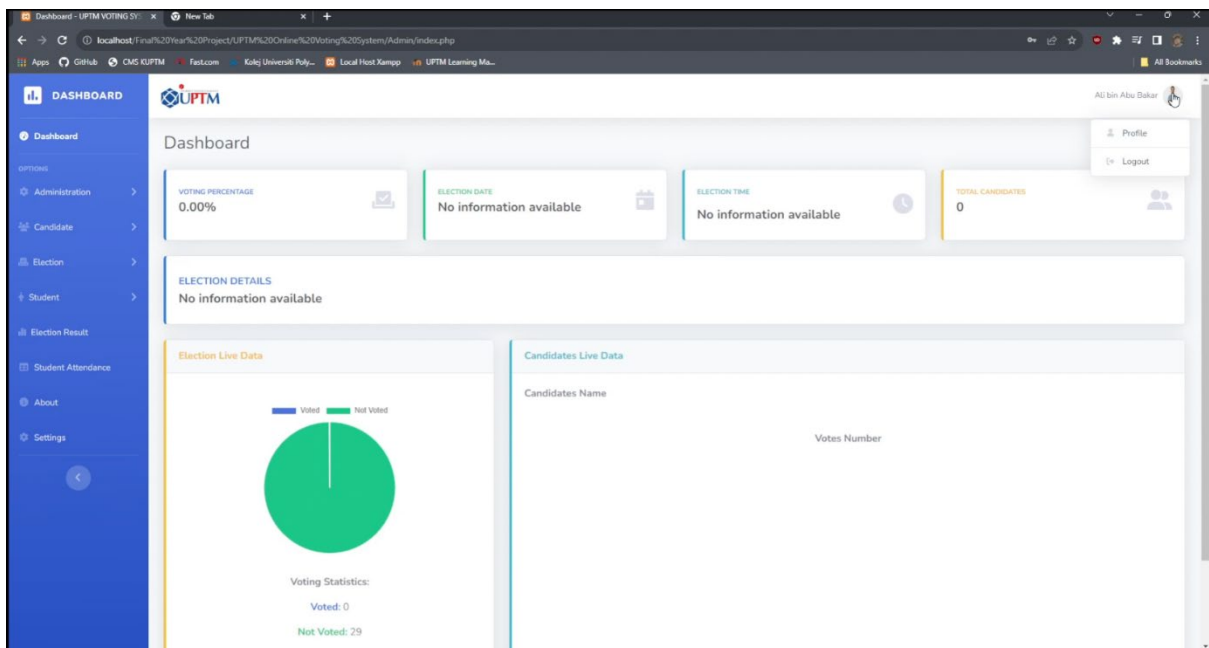 Dashboard - UPTM VOTING SYS
New Tab
localhost/Final%20Year%20Project/UPTM%20Online%20Voting%20System/Admin/index.php
Apps GitHub CMS KUPTM Fast.com Kolej Universiti Poly... Local Host Xampp UPTM Learning Ma... All Bookmarks
DASHBOARD
UPTM
Ali bin Abu Bakar
Profile
Logout
Dashboard
OPTIONS
Administration
Candidate
Election
Student
Election Result
Student Attendance
About
Settings
Dashboard
VOTING PERCENTAGE
0.00%
ELECTION DATE
No information available
ELECTION TIME
No information available
TOTAL CANDIDATES
0
ELECTION DETAILS
No information available
Election Live Data
Voted Not Voted
Voting Statistics:
Voted: 0
Not Voted: 29
Candidates Live Data
Candidates Name
Votes Number